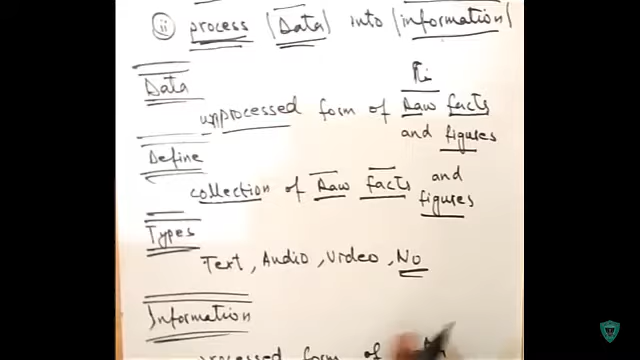 (ii) process (Data) into (information)
Data
unprocessed form of Raw facts
and figures
Define
collection of Raw facts and
figures
Types
Text, Audio, Video, No
Information
processed form of